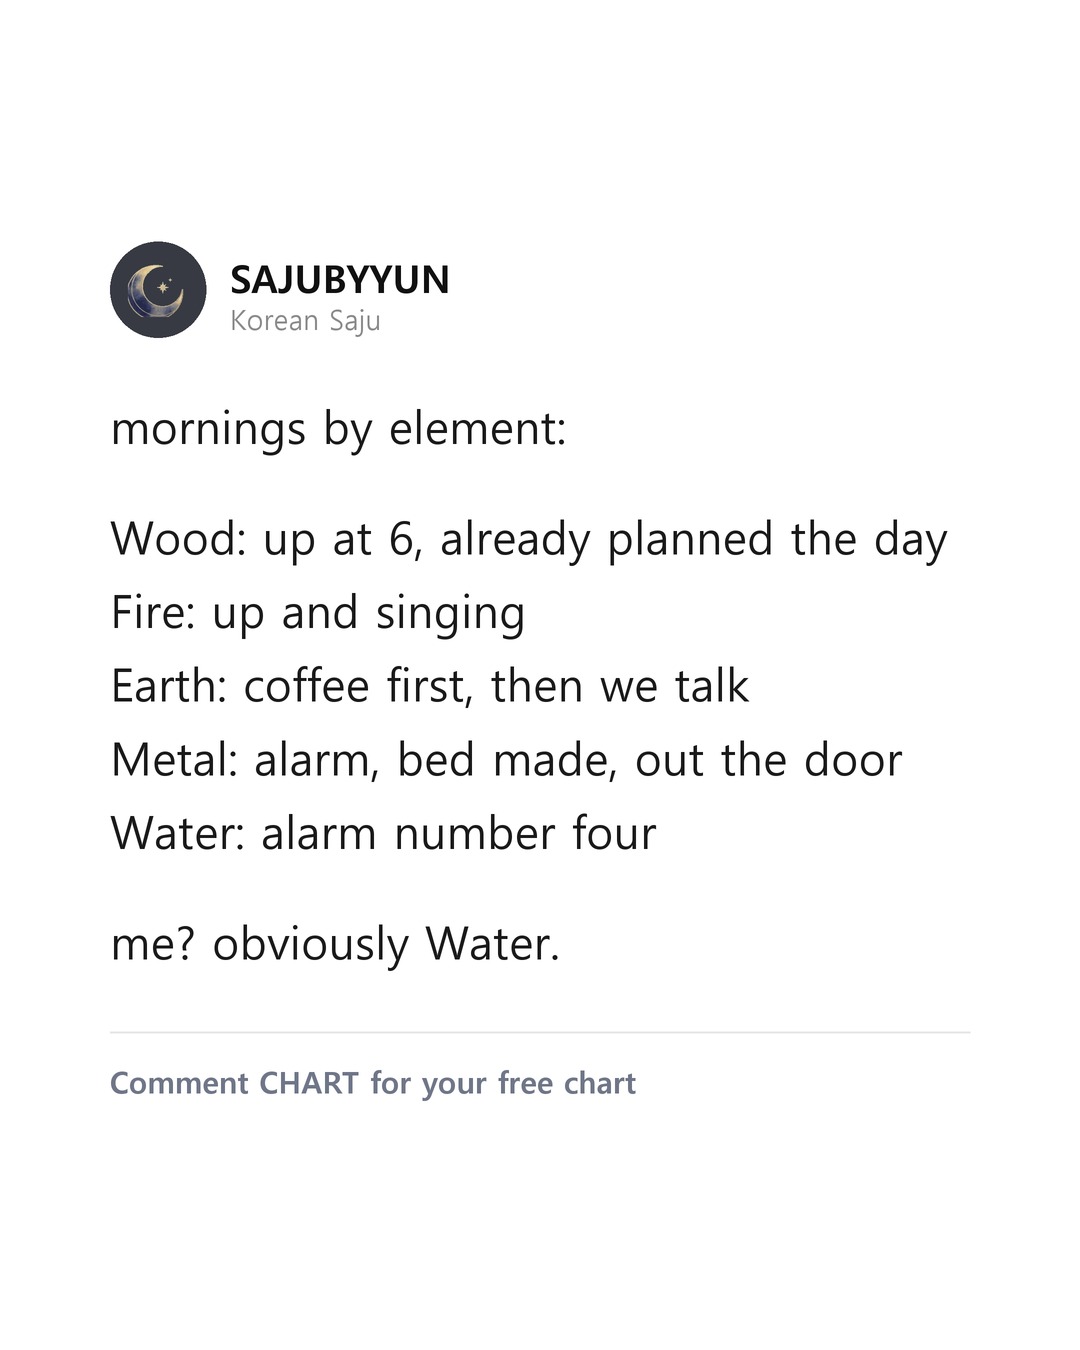 SAJUBYYUN
Korean Saju
mornings by element:
Wood: up at 6, already planned the day
Fire: up and singing
Earth: coffee first, then we talk
Metal: alarm, bed made, out the door
Water: alarm number four
me? obviously Water.
Comment CHART for your free chart